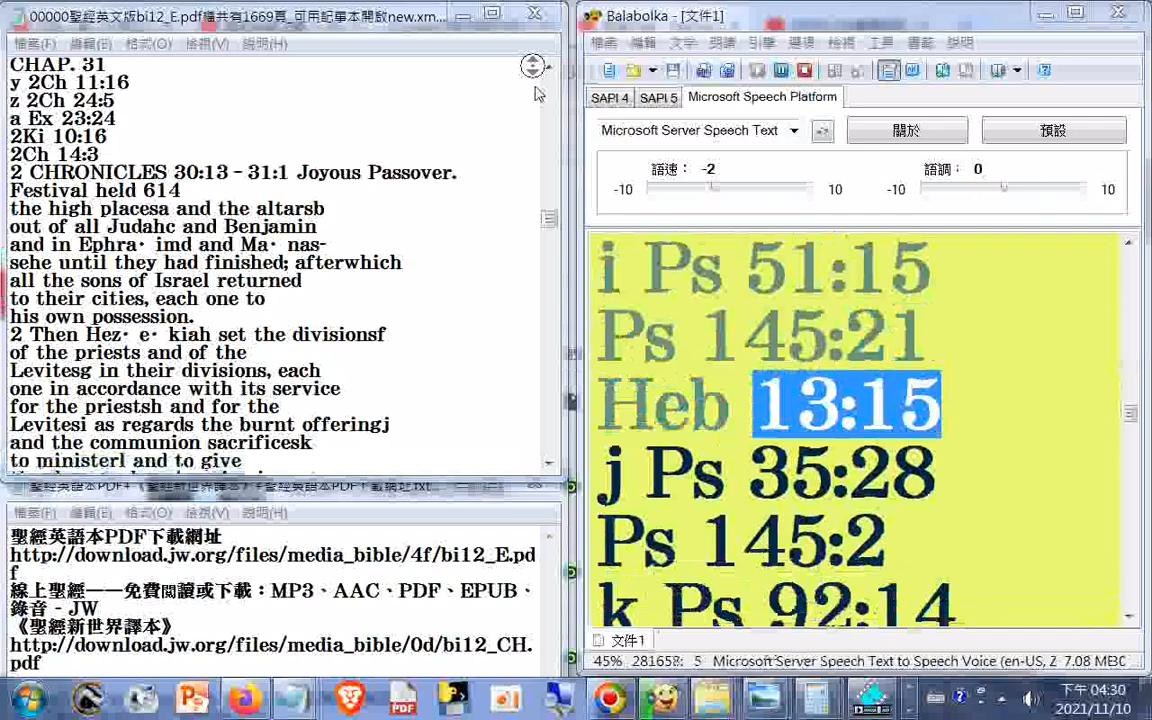 00000聖經英文版bi12_E.pdf檔共有1669頁_可用記事本開啟new.xm...
檔案(F) 編輯(E) 格式(O) 檢視(V) 說明(H)
CHAP. 31
y 2Ch 11:16
z 2Ch 24:5
a Ex 23:24
2Ki 10:16
2Ch 14:3
2 CHRONICLES 30:13–31:1 Joyous Passover.
Festival held 614
the high placesa and the altarsb
out of all Judahc and Benjamin
and in Ephra·imd and Ma·nas-
sehe until they had finished; afterwhich
all the sons of Israel returned
to their cities, each one to
his own possession.
2 Then Hez·e·kiah set the divisionsf
of the priests and of the
Levitesg in their divisions, each
one in accordance with its service
for the priestsh and for the
Levitesi as regards the burnt offeringj
and the communion sacrificesk
to ministerl and to give
檔案(F) 編輯(E) 格式(O) 檢視(V) 說明(H)
聖經英語本PDF下載網址
http://download.jw.org/files/media_bible/4f/bi12_E.pd
f
線上聖經——免費閱讀或下載：MP3、AAC、PDF、EPUB、
錄音 - JW
《聖經新世界譯本》
http://download.jw.org/files/media_bible/0d/bi12_CH.
pdf
Balabolka - [文件1]
檔案 編輯 文字 朗讀 引擎 選項 檢視 工具 書籤 說明
SAPI 4 SAPI 5 Microsoft Speech Platform
Microsoft Server Speech Text 關於 預設
語速： -2 語調： 0
-10 10 -10 10
i Ps 51:15
Ps 145:21
Heb 13:15
j Ps 35:28
Ps 145:2
k Ps 92:14
文件1
45% 281658: 5 Microsoft Server Speech Text to Speech Voice (en-US, Z 7.08 MBC
下午 04:30
2021/11/10